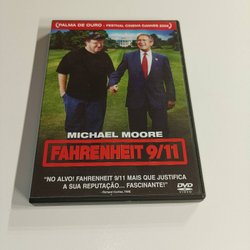 PALMA DE OURO - FESTIVAL CINEMA CANNES 2004
MICHAEL MOORE
FAHRENHEIT 9/11
"NO ALVO! FAHRENHEIT 9/11 MAIS QUE JUSTIFICA
A SUA REPUTAÇÃO... FASCINANTE!"
DVD
VIDEO